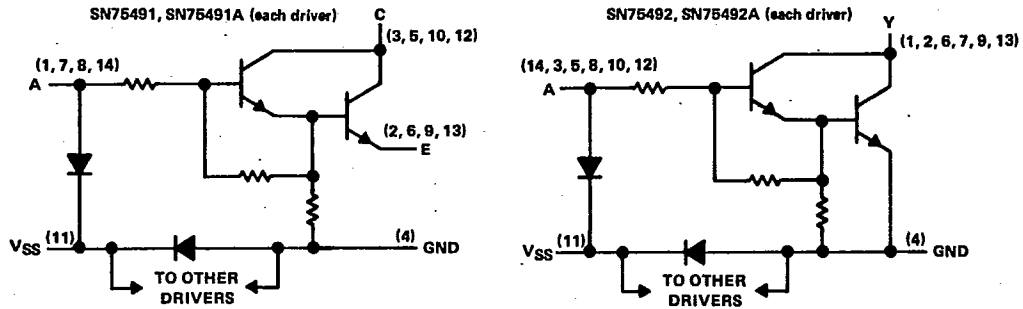 SN75491, SN75491A (each driver)
C
(3, 5, 10, 12)
(1, 7, 8, 14)
A
(2, 6, 9, 13)
E
VSS
(11)
(4)
GND
TO OTHER
DRIVERS
SN75492, SN75492A (each driver)
Y
(1, 2, 6, 7, 9, 13)
(14, 3, 5, 8, 10, 12)
A
VSS
(11)
(4)
GND
TO OTHER
DRIVERS